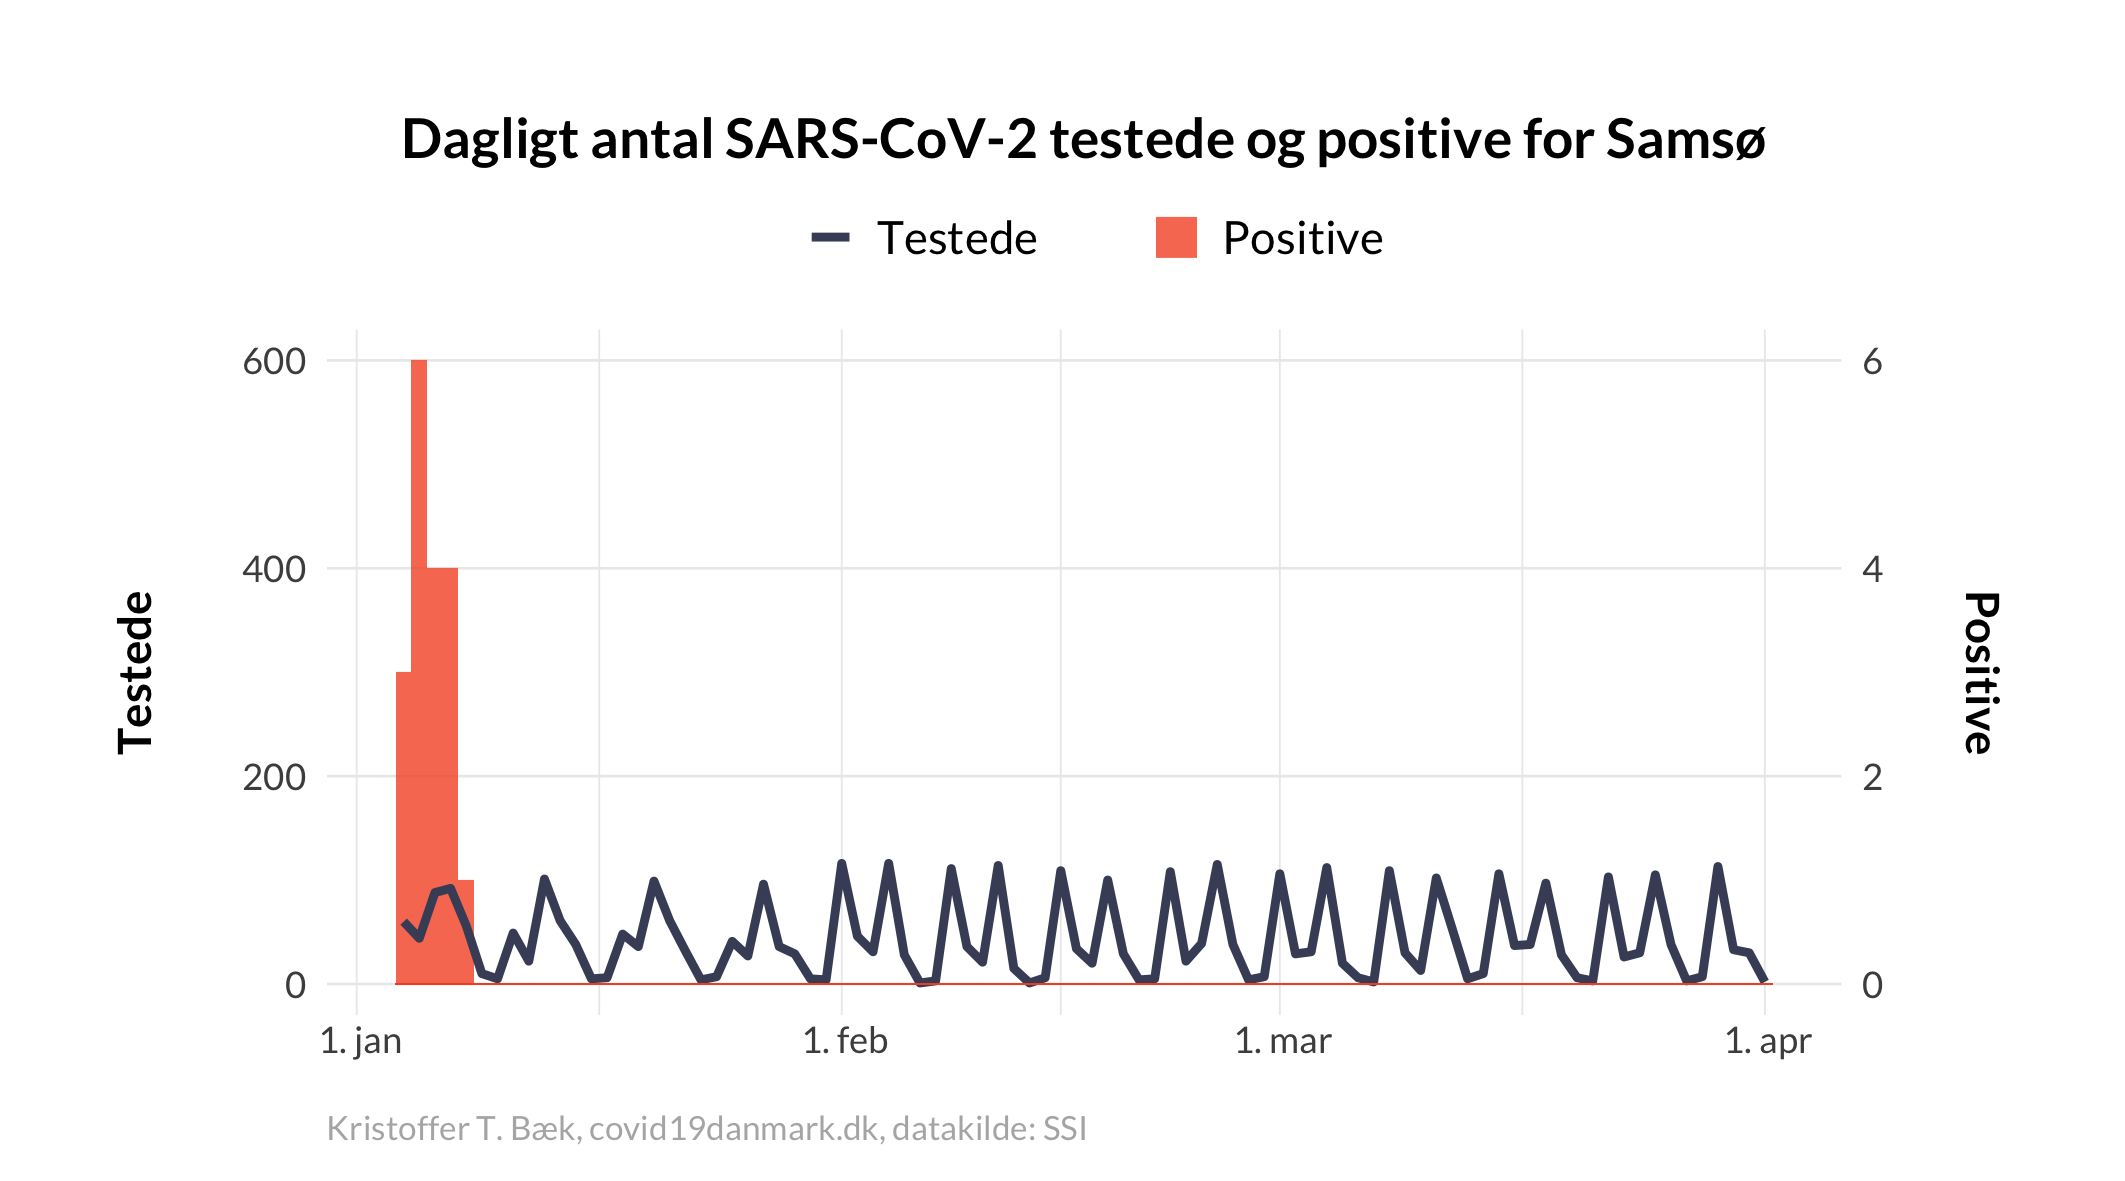 Dagligt antal SARS-CoV-2 testede og positive for Samsø
Testede Positive
600 6
400 4
200 2
0 0
Testede
Positive
1. jan 1. feb 1. mar 1. apr
Kristoffer T. Bæk, covid19danmark.dk, datakilde: SSI